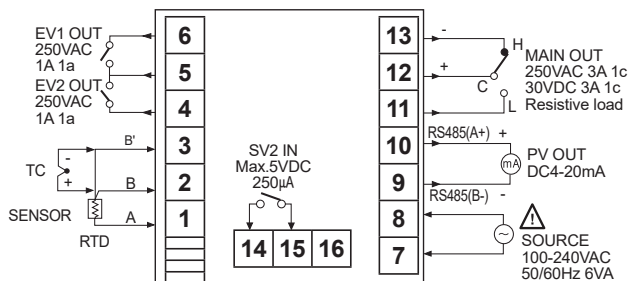 EV1 OUT
250VAC
1A 1a
EV2 OUT
250VAC
1A 1a
6
5
4
3
2
1
B'
B
A
TC
-
+
SENSOR
RTD
SV2 IN
Max.5VDC
250µA
14 15 16
13
12
11
10
9
8
7
-
+
H
C
L
MAIN OUT
250VAC 3A 1c
30VDC 3A 1c
Resistive load
RS485(A+) +
mA
PV OUT
DC4-20mA
RS485(B-) -
!
~
SOURCE
100-240VAC
50/60Hz 6VA